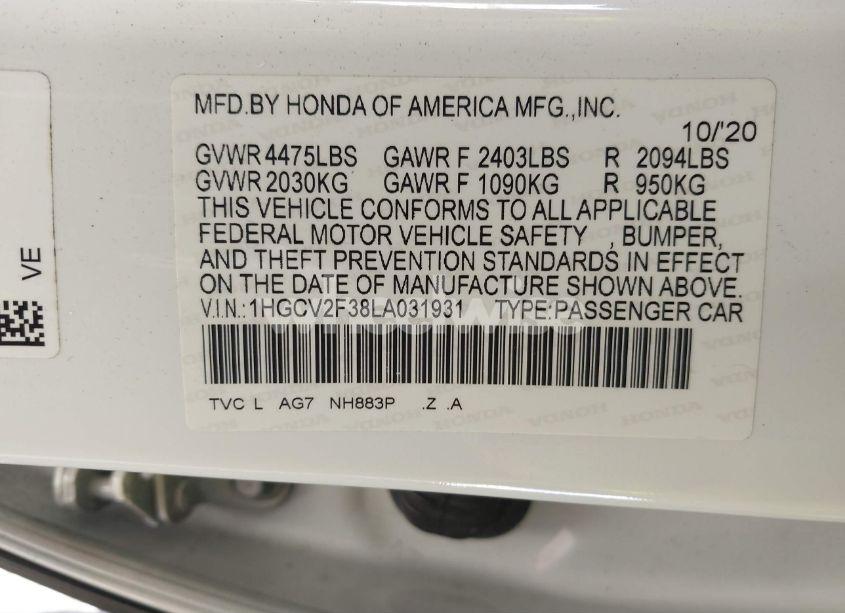 MFD.BY HONDA OF AMERICA MFG.,INC.
10/'20
GVWR 4475LBS GAWR F 2403LBS R 2094LBS
GVWR 2030KG GAWR F 1090KG R 950KG
THIS VEHICLE CONFORMS TO ALL APPLICABLE
FEDERAL MOTOR VEHICLE SAFETY , BUMPER,
AND THEFT PREVENTION STANDARDS IN EFFECT
ON THE DATE OF MANUFACTURE SHOWN ABOVE.
V.I.N.:1HGCV2F38LA031931 TYPE:PASSENGER CAR
TVC L AG7 NH883P .Z .A
VE